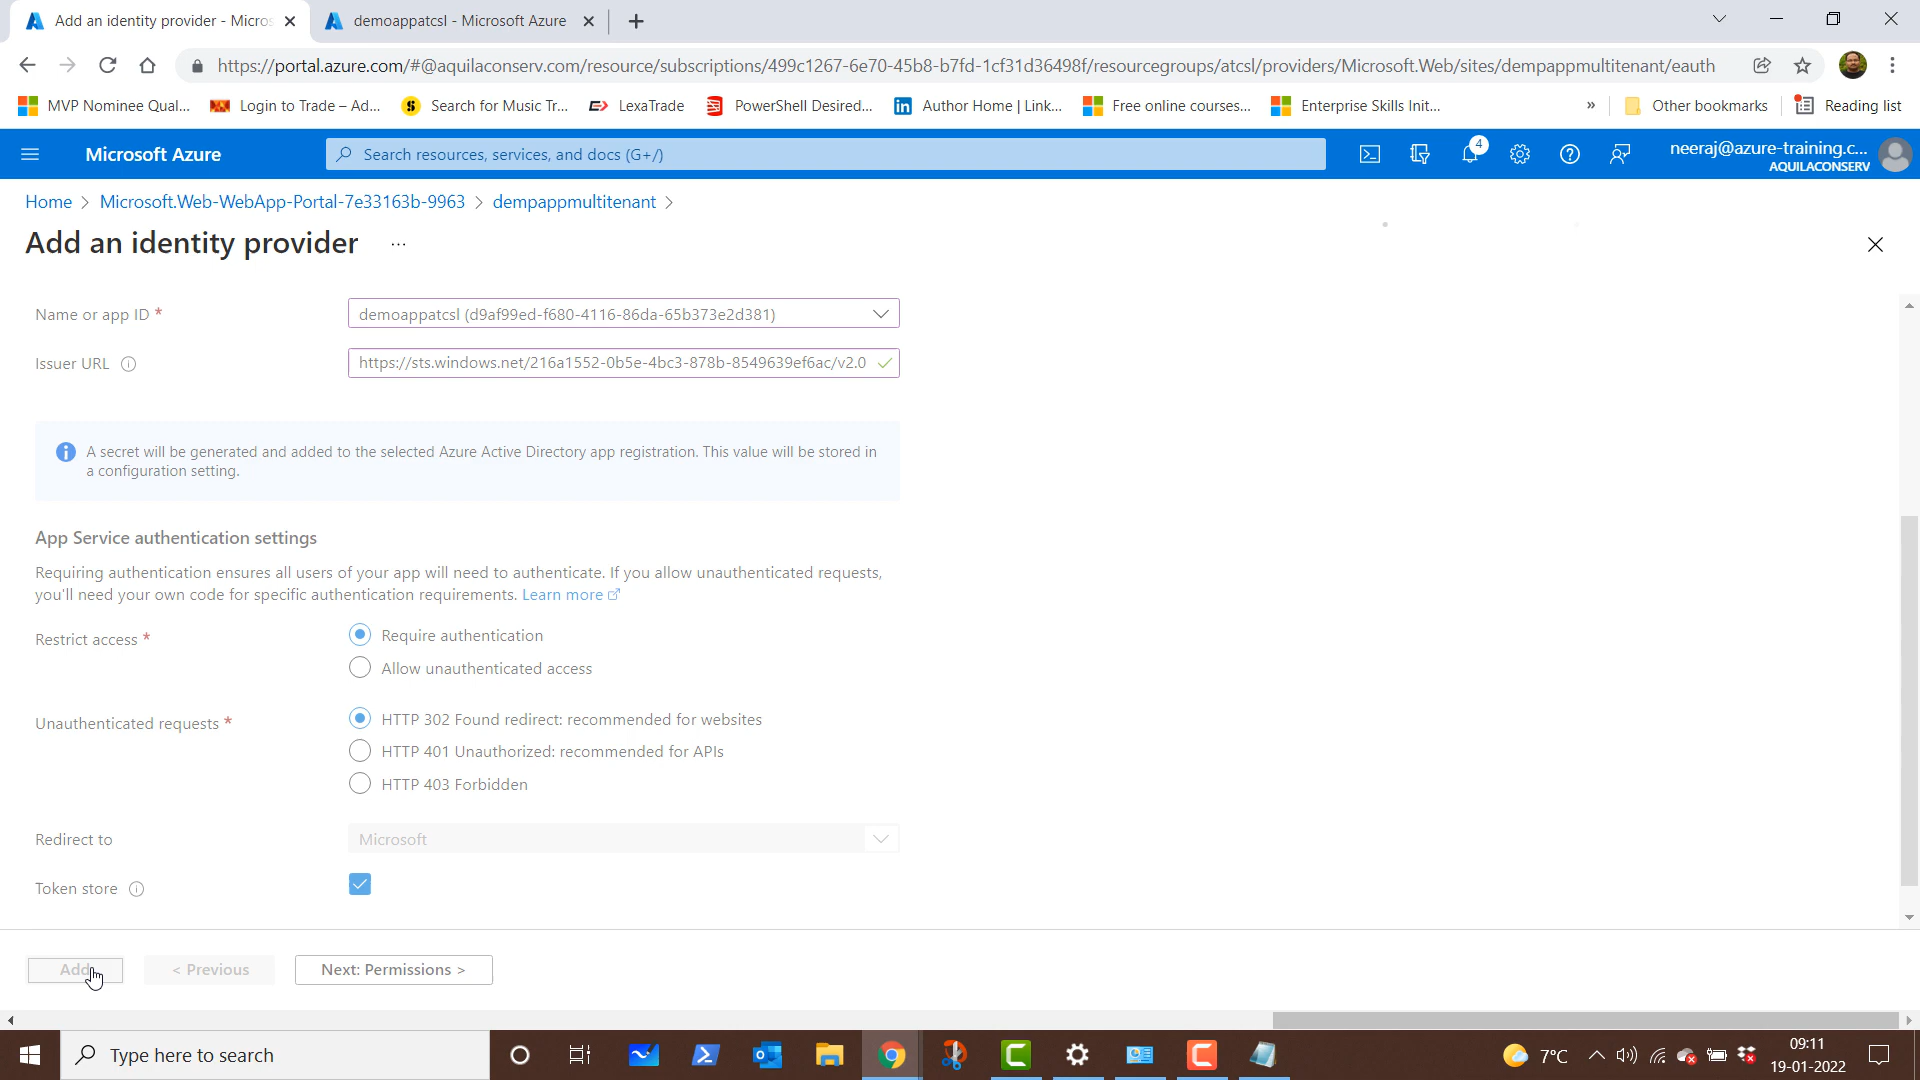 Add an identity provider - Micros
demoappatcsl - Microsoft Azure
https://portal.azure.com/#@aquilaconserv.com/resource/subscriptions/499c1267-6e70-45b8-b7fd-1cf31d36498f/resourcegroups/atcsl/providers/Microsoft.Web/sites/dempappmultitenant/eauth
MVP Nominee Qual...
Login to Trade – Ad...
Search for Music Tr...
LexaTrade
PowerShell Desired...
Author Home | Link...
Free online courses...
Enterprise Skills Init...
»
Other bookmarks
Reading list
Microsoft Azure
Search resources, services, and docs (G+/)
4
neeraj@azure-training.c...
AQUILACONSERV
Home > Microsoft.Web-WebApp-Portal-7e33163b-9963 > dempappmultitenant >
Add an identity provider ...
Name or app ID *
demoappatcsl (d9af99ed-f680-4116-86da-65b373e2d381)
Issuer URL
https://sts.windows.net/216a1552-0b5e-4bc3-878b-8549639ef6ac/v2.0
A secret will be generated and added to the selected Azure Active Directory app registration. This value will be stored in
a configuration setting.
App Service authentication settings
Requiring authentication ensures all users of your app will need to authenticate. If you allow unauthenticated requests,
you'll need your own code for specific authentication requirements. Learn more
Restrict access *
Require authentication
Allow unauthenticated access
Unauthenticated requests *
HTTP 302 Found redirect: recommended for websites
HTTP 401 Unauthorized: recommended for APIs
HTTP 403 Forbidden
Redirect to
Microsoft
Token store
Add
< Previous
Next: Permissions >
Type here to search
7°C
09:11
19-01-2022